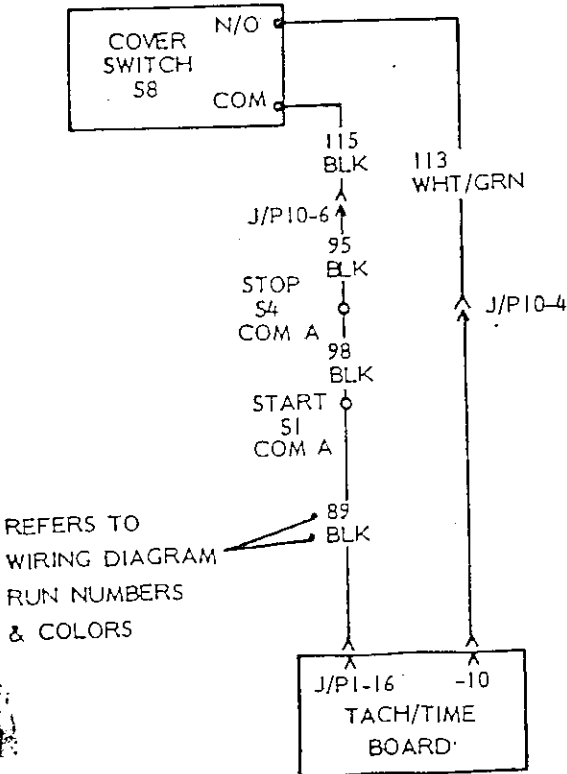 N/O
COVER
SWITCH
S8
COM
115
BLK
113
WHT/GRN
J/P10-6
95
BLK
STOP
S4
COM A
J/P10-4
98
BLK
START
S1
COM A
89
BLK
REFERS TO
WIRING DIAGRAM
RUN NUMBERS
& COLORS
J/P1-16
-10
TACH/TIME
BOARD